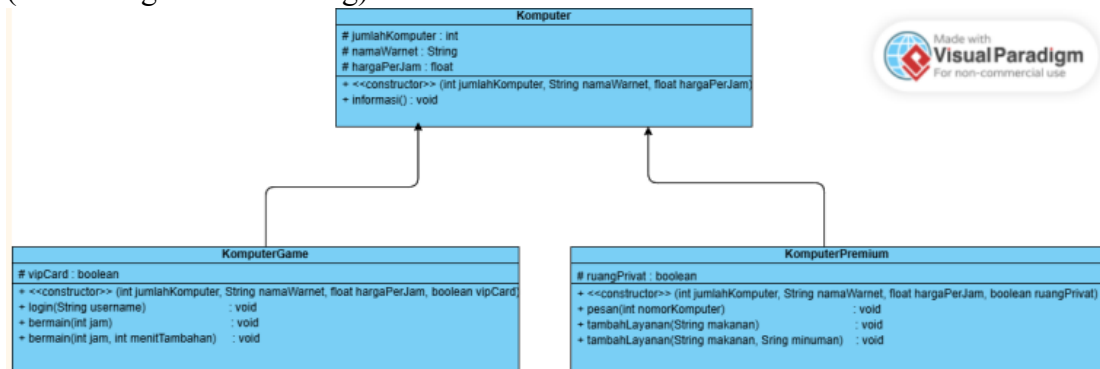 Komputer
# jumlahKomputer : int
# namaWarnet : String
# hargaPerJam : float
+ <<constructor>> (int jumlahKomputer, String namaWarnet, float hargaPerJam)
+ informasi() : void
Made with
Visual Paradigm
For non-commercial use
KomputerGame
# vipCard : boolean
+ <<constructor>> (int jumlahKomputer, String namaWarnet, float hargaPerJam, boolean vipCard)
+ login(String username) : void
+ bermain(int jam) : void
+ bermain(int jam, int menitTambahan) : void
KomputerPremium
# ruangPrivat : boolean
+ <<constructor>> (int jumlahKomputer, String namaWarnet, float hargaPerJam, boolean ruangPrivat)
+ pesan(int nomorKomputer) : void
+ tambahLayanan(String makanan) : void
+ tambahLayanan(String makanan, Sring minuman) : void